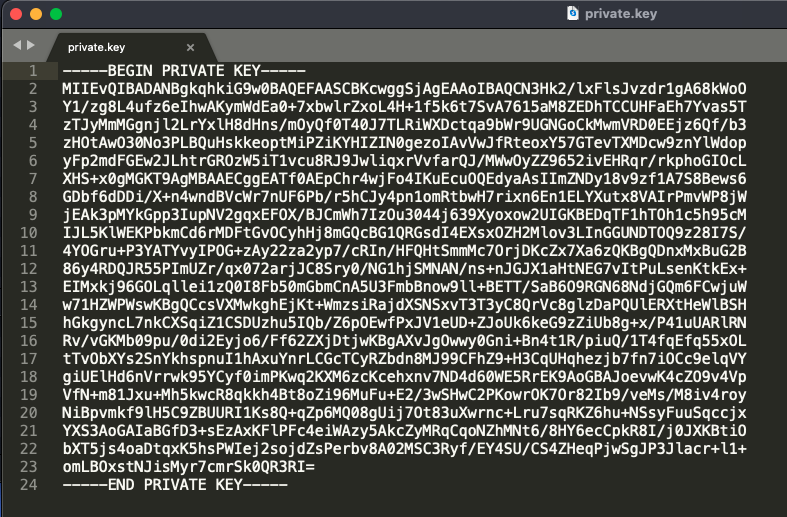 private.key
private.key ×
1 -----BEGIN PRIVATE KEY-----
2 MIIEvQIBADANBgkqhkiG9w0BAQEFAASCBKcwggSjAgEAAoIBAQCN3Hk2/lxFlsJvzdr1gA68kWoO
3 Y1/zg8L4ufz6eIhwAKymWdEa0+7xbwlrZxoL4H+1f5k6t7SvA7615aM8ZEDhTCCUHFaEh7Yvas5T
4 zTJyMmMGgnjl2LrYxlH8dHns/mOyQf0T40J7TLRiWXDctqa9bWr9UGNGoCkMwmVRD0EEjz6Qf/b3
5 zHOtAwO30No3PLBQuHskkeoptMiPZiKYHIZIN0gezoIAvVwJfRteoxY57GTevTXMDcw9znYlWdop
6 yFp2mdFGEw2JLhtrGROzW5iT1vcu8RJ9JwliqxrVvfarQJ/MWwOyZZ9652ivEHRqr/rkphoGIOcL
7 XHS+x0gMGKT9AgMBAAECggEATf0AEpChr4wjFo4IKuEcuOQEdyaAsIImZNDy18v9zf1A7S8Bews6
8 GDbf6dDDi/X+n4wndBVcWr7nUF6Pb/r5hCJy4pn1omRtbwH7rixn6En1ELYXutx8VAIrPmvWP8jW
9 jEAk3pMYkGpp3IupNV2gqxEFOX/BJCmWh7IzOu3044j639Xyoxow2UIGKBEDqTF1hTOh1c5h95cM
10 IJL5KlWEKPbkmCd6rMDFtGvOCyhHj8mGQcBG1QRGsdI4EXsxOZH2Mlov3LInGGUNDTOQ9z28I7S/
11 4YOGru+P3YATYvyIPOG+zAy22za2yp7/cRIn/HFQHtSmmMc7OrjDKcZx7Xa6zQKBgQDnxMxBuG2B
12 86y4RDQJR55PImUZr/qx072arjJC8Sry0/NG1hjSMNAN/ns+nJGJX1aHtNEG7vItPuLsenKtkEx+
13 EIMxkj96GOLqllei1zQ0I8Fb50mGbmCnA5U3FmbBnow9ll+BETT/SaB6O9RGN68NdjGQm6FCwjuW
14 w71HZWPWswKBgQCcsVXMwkghEjKt+WmzsiRajdXSNSxvT3T3yC8QrVc8glzDaPQUlERXtHeWlBSH
15 hGkgyncL7nkCXSqiZ1CSDUzhu5IQb/Z6pOEwfPxJV1eUD+ZJoUk6keG9zZiUb8g+x/P41uUARlRN
16 Rv/vGKMb09pu/0di2Eyjo6/Ff62ZXjDtjwKBGAXvJgOwwy0Gni+Bn4t1R/piuQ/1T4fqEfq55xOL
17 tTvObXYs2SnYkhspnuI1hAxuYnrLCGcTCyRZbdn8MJ99CFhZ9+H3CqUHqhezjb7fn7iOCc9elqVY
18 giUElHd6nVrrwk95YCyf0imPKwq2KXM6zcKcehxnv7ND4d60WE5RrEK9AoGBAJoevwK4cZO9v4Vp
19 VfN+m81Jxu+Mh5kwcR8qkkh4Bt8oZi96MuFu+E2/3wSHwC2PKowrOK7Or82Ib9/veMs/M8iv4roy
20 NiBpvmkf9lH5C9ZBUURI1Ks8Q+qZp6MQ08gUij7Ot83uXwrnc+Lru7sqRKZ6hu+NSsyFuuSqccjx
21 YXS3AoGAIaBGfD3+sEzAxKFlPFc4eiWAzy5AkcZyMRqCqoNZhMNt6/8HY6ecCpkR8I/j0JXKBtiO
22 bXT5js4oaDtqxK5hsPWIej2sojdZsPerbv8A02MSC3Ryf/EY4SU/CS4ZHeqPjwSgJP3Jlacr+l1+
23 omLBOxstNJisMyr7cmrSk0QR3RI=
24 -----END PRIVATE KEY-----